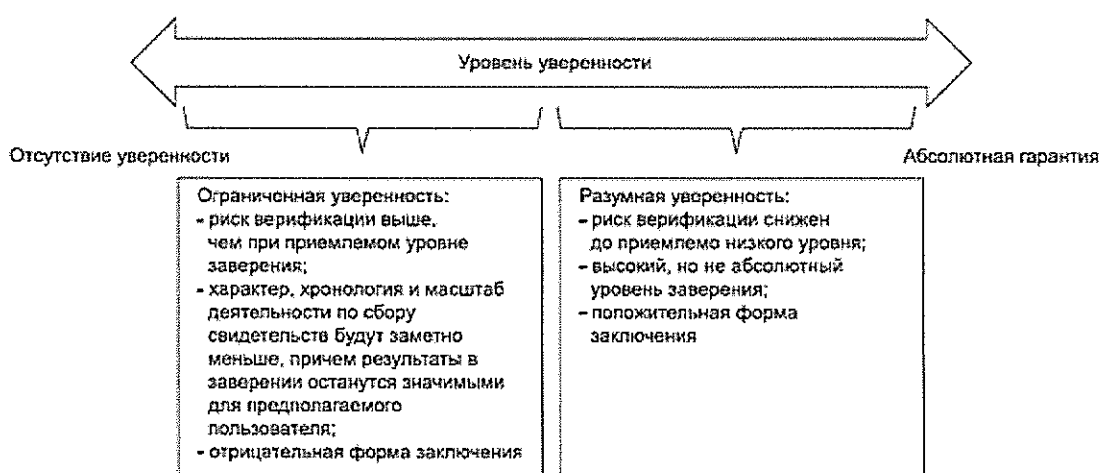 Уровень уверенности
Отсутствие уверенности
Абсолютная гарантия
Ограниченная уверенность:
– риск верификации выше,
чем при приемлемом уровне
заверения;
– характер, хронология и масштаб
деятельности по сбору
свидетельств будут заметно
меньше, причем результаты в
заверении останутся значимыми
для предполагаемого
пользователя;
– отрицательная форма заключения
Разумная уверенность:
– риск верификации снижен
до приемлемо низкого уровня;
– высокий, но не абсолютный
уровень заверения;
– положительная форма
заключения